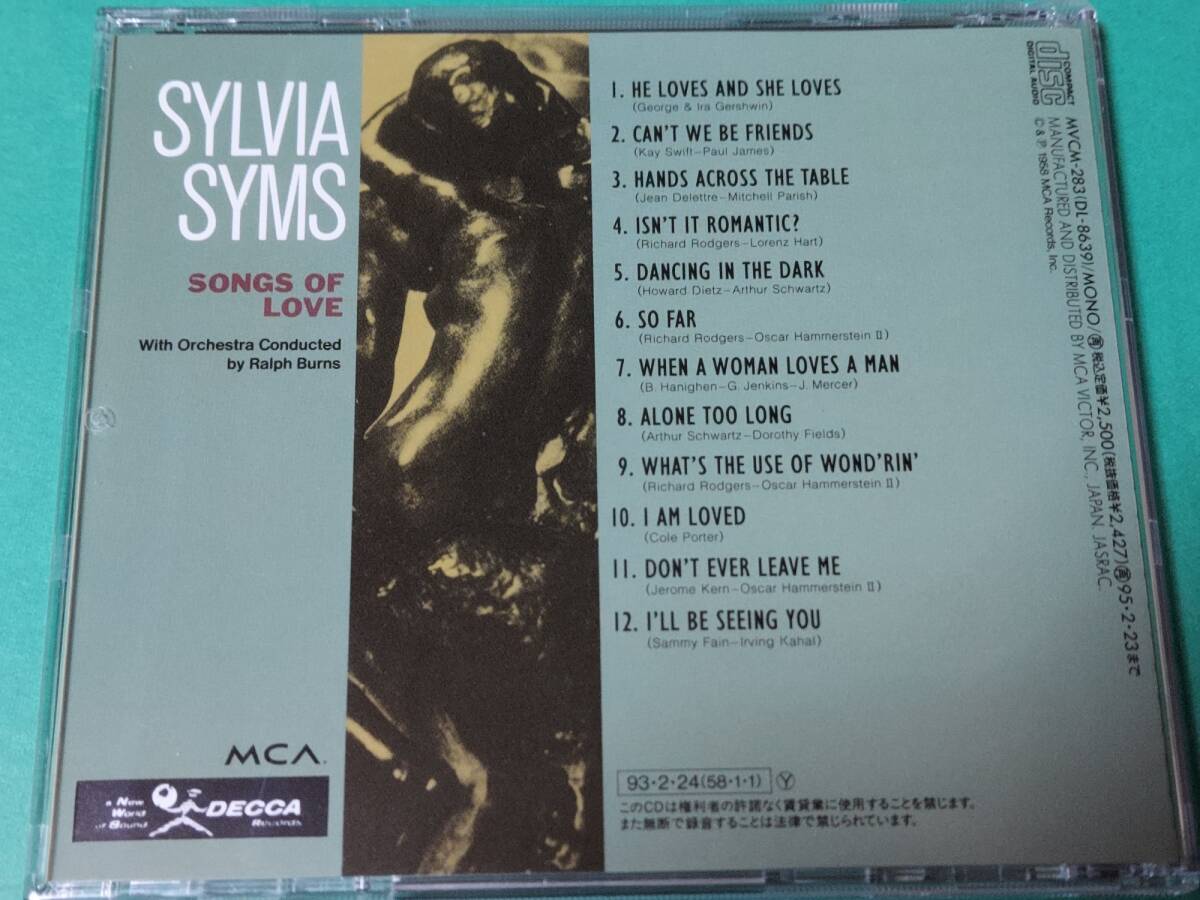 SYLVIA
SYMS
SONGS OF
LOVE
With Orchestra Conducted
by Ralph Burns
MCA
a New
World
of Sound
DECCA
Records
1. HE LOVES AND SHE LOVES
(George & Ira Gershwin)
2. CAN'T WE BE FRIENDS
(Kay Swift–Paul James)
3. HANDS ACROSS THE TABLE
(Jean Delettre–Mitchell Parish)
4. ISN'T IT ROMANTIC?
(Richard Rodgers–Lorenz Hart)
5. DANCING IN THE DARK
(Howard Dietz–Arthur Schwartz)
6. SO FAR
(Richard Rodgers–Oscar Hammerstein II)
7. WHEN A WOMAN LOVES A MAN
(B. Hanighen–G. Jenkins–J. Mercer)
8. ALONE TOO LONG
(Arthur Schwartz–Dorothy Fields)
9. WHAT'S THE USE OF WOND'RIN'
(Richard Rodgers–Oscar Hammerstein II)
10. I AM LOVED
(Cole Porter)
11. DON'T EVER LEAVE ME
(Jerome Kern–Oscar Hammerstein II)
12. I'LL BE SEEING YOU
(Sammy Fain–Irving Kahal)
93・2・24(58・1・1) Y
このCDは権利者の許諾なく賃貸業に使用することを禁じます。
また無断で録音することは法律で禁じられています。
COMPACT
disc
DIGITAL AUDIO
MVCM-283(DL-8639)/MONO/再税込定価¥2,500(税抜価格¥2,427)再95・2・23まで
MANUFACTURED AND DISTRIBUTED BY MCA VICTOR, INC., JAPAN. JASRAC.
© & ℗ 1958 MCA Records, Inc.